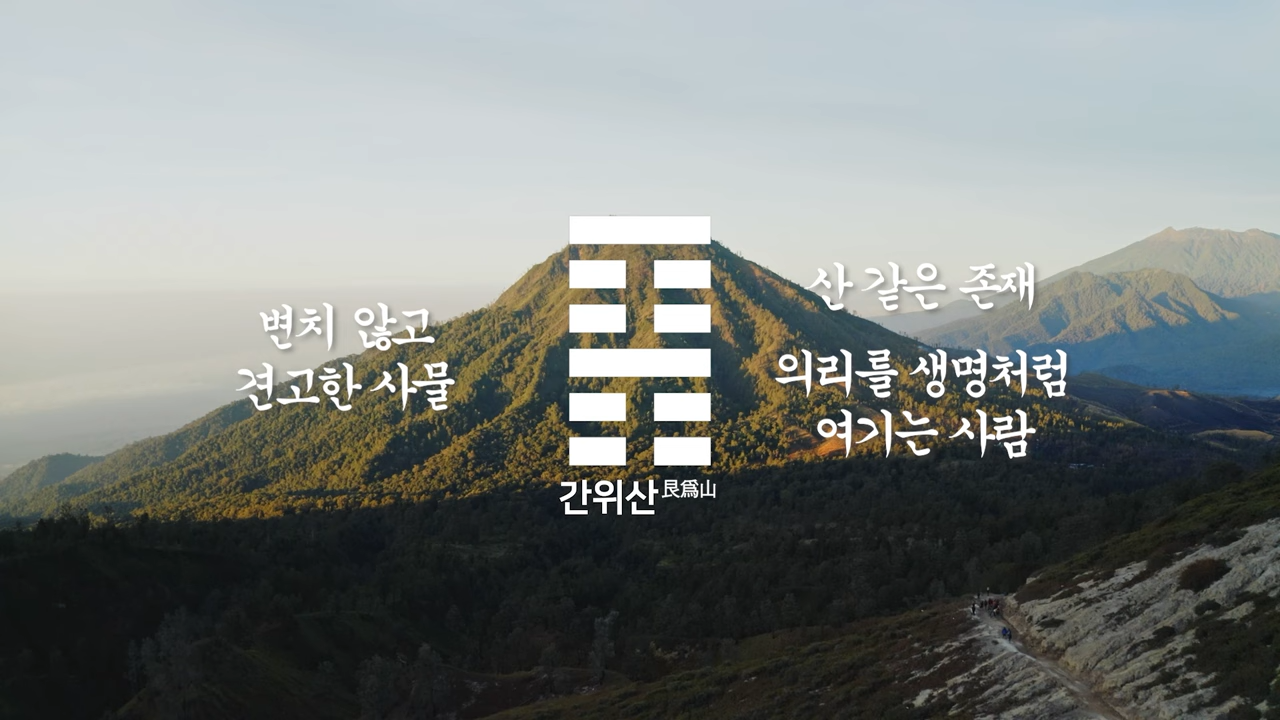 변치 않고
견고한 사물
산 같은 존재
의리를 생명처럼
여기는 사람
간위산艮爲山